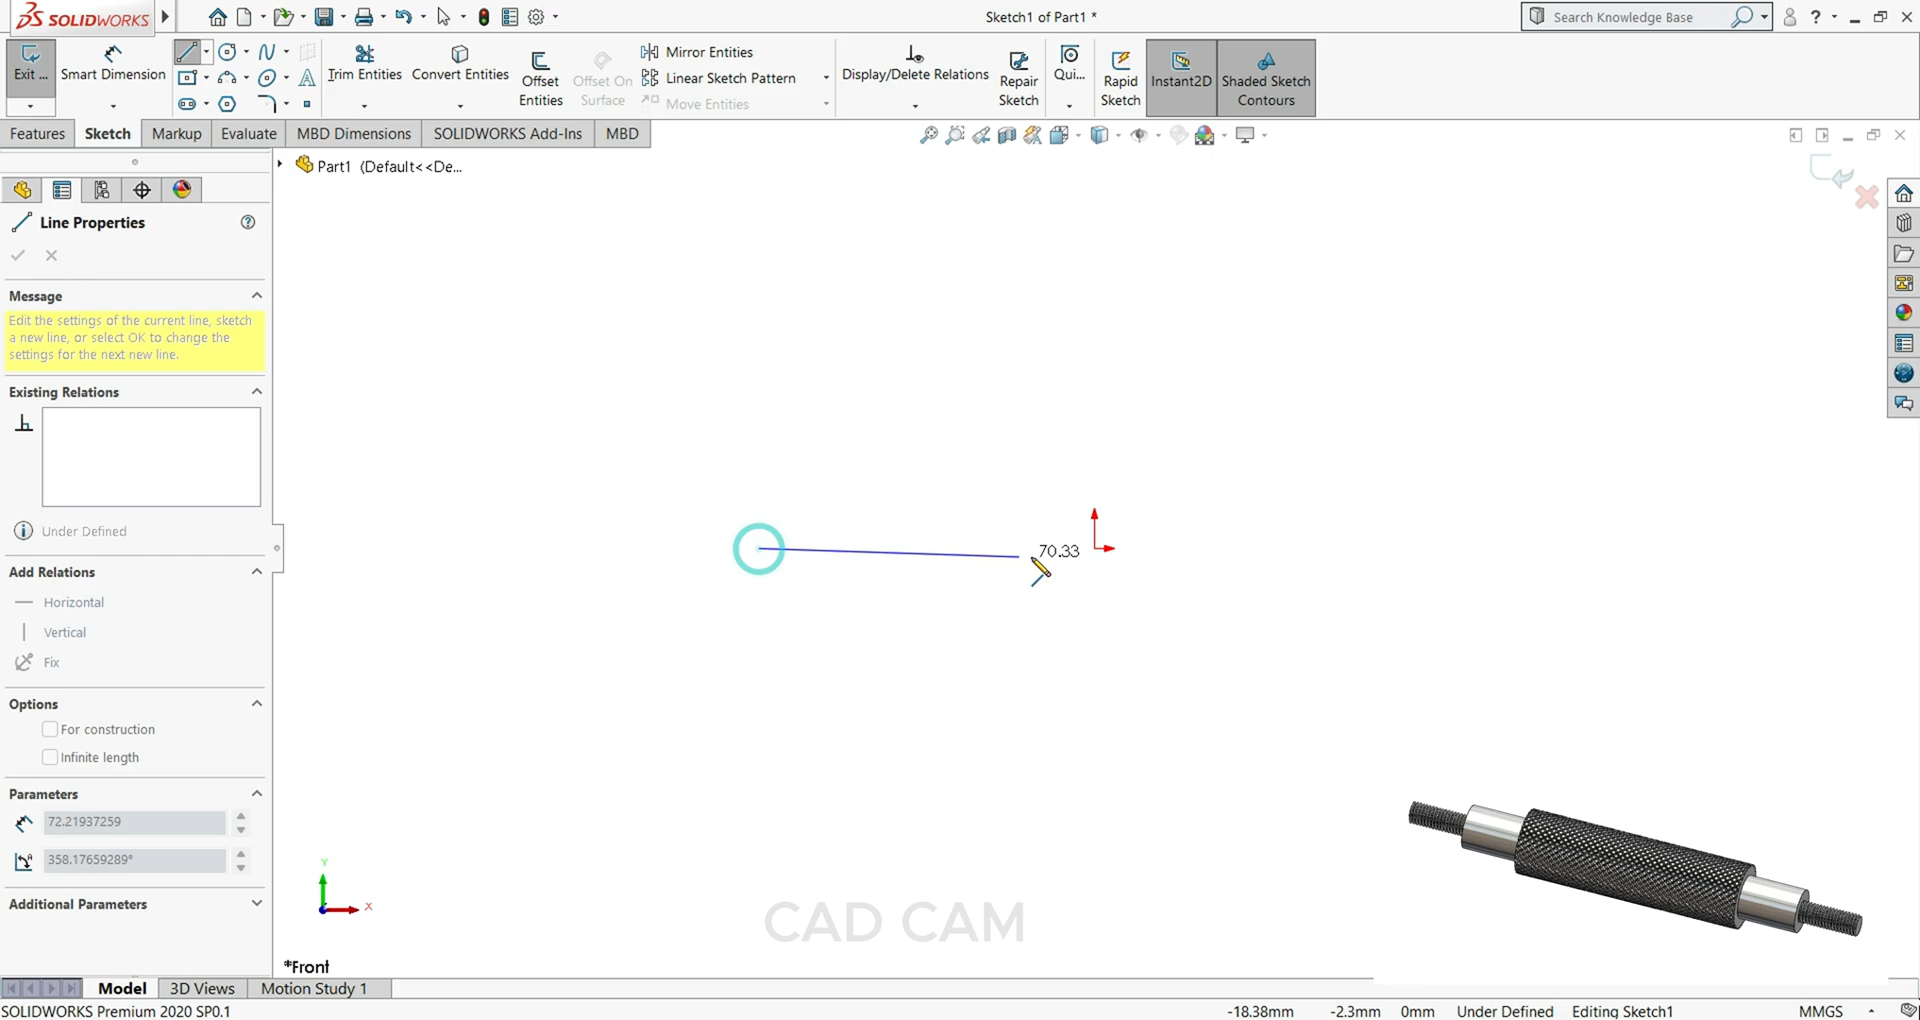 SOLIDWORKS
Sketch1 of Part1 *
Search Knowledge Base
?
Exit ...
Smart Dimension
Trim Entities
Convert Entities
Offset
Entities
Offset On
Surface
Mirror Entities
Linear Sketch Pattern
Move Entities
Display/Delete Relations
Repair
Sketch
Qui...
Rapid
Sketch
Instant2D
Shaded Sketch
Contours
Features
Sketch
Markup
Evaluate
MBD Dimensions
SOLIDWORKS Add-Ins
MBD
Part1 (Default<<De...
Line Properties
Message
Edit the settings of the current line, sketch
a new line, or select OK to change the
settings for the next new line.
Existing Relations
Under Defined
Add Relations
Horizontal
Vertical
Fix
Options
For construction
Infinite length
Parameters
72.21937259
358.17659289°
Additional Parameters
70.33
Y
X
CAD CAM
*Front
Model
3D Views
Motion Study 1
SOLIDWORKS Premium 2020 SP0.1
-18.38mm
-2.3mm
0mm
Under Defined
Editing Sketch1
MMGS